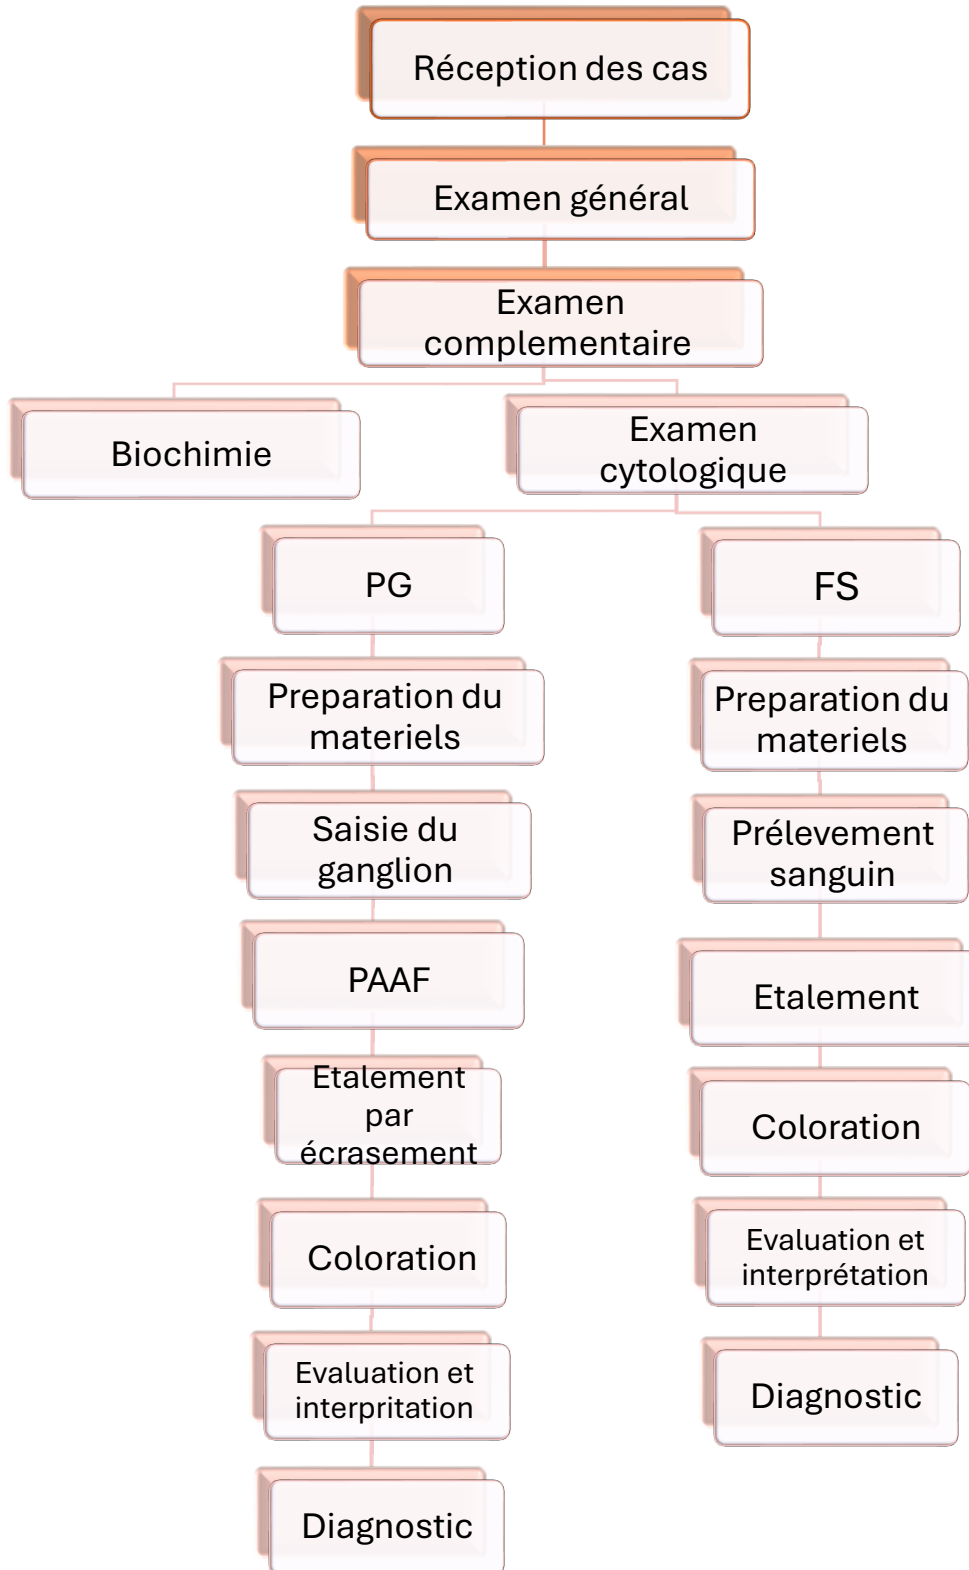 Réception des cas
Examen général
Examen
complementaire
Biochimie
Examen
cytologique
PG
FS
Preparation du
materiels
Preparation du
materiels
Saisie du
ganglion
Prélevement
sanguin
PAAF
Etalement
Etalement
par
écrasement
Coloration
Coloration
Evaluation et
interprétation
Evaluation et
interpritation
Diagnostic
Diagnostic